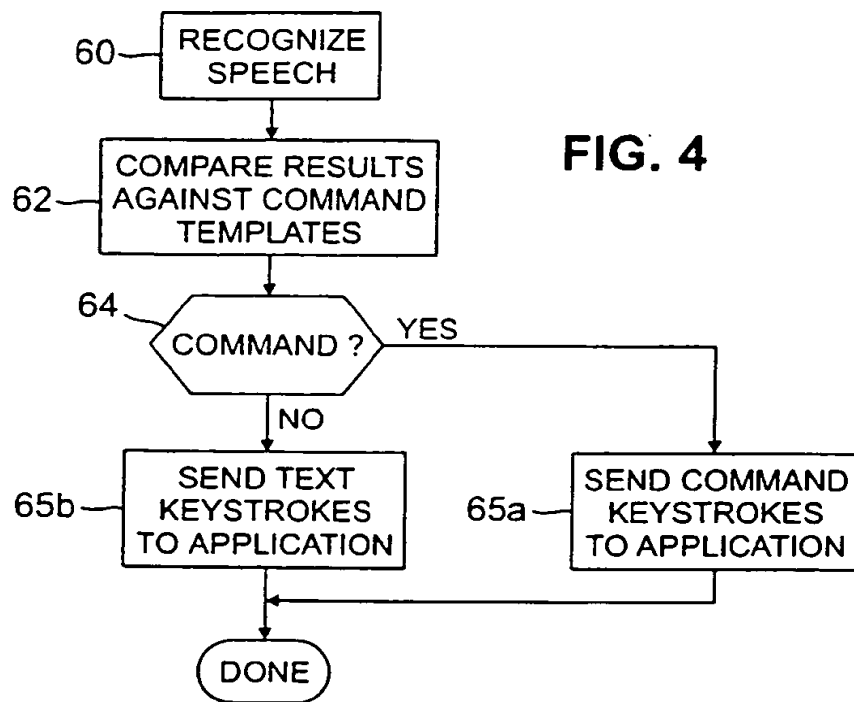 60
RECOGNIZE
SPEECH
FIG. 4
62
COMPARE RESULTS
AGAINST COMMAND
TEMPLATES
64
COMMAND ?
YES
NO
65b
SEND TEXT
KEYSTROKES
TO APPLICATION
65a
SEND COMMAND
KEYSTROKES
TO APPLICATION
DONE